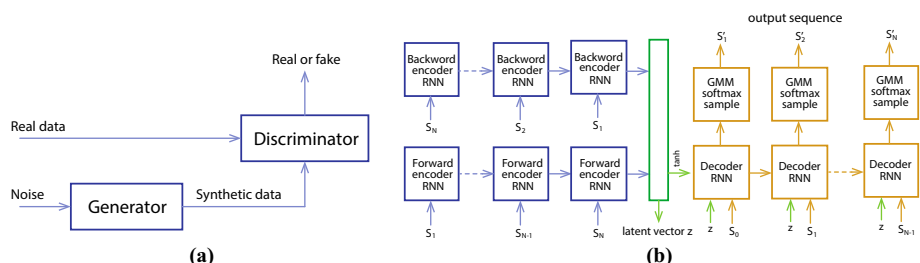 Real or fake
Real data
Discriminator
Noise
Generator
Synthetic data
(a)
output sequence
S'1
S'2
S'N
Backword
encoder
RNN
Backword
encoder
RNN
Backword
encoder
RNN
GMM
softmax
sample
GMM
softmax
sample
GMM
softmax
sample
SN
S2
S1
Forward
encoder
RNN
Forward
encoder
RNN
Forward
encoder
RNN
tanh
Decoder
RNN
Decoder
RNN
Decoder
RNN
S1
SN-1
SN
latent vector z
z
S0
z
S1
z
SN-1
(b)